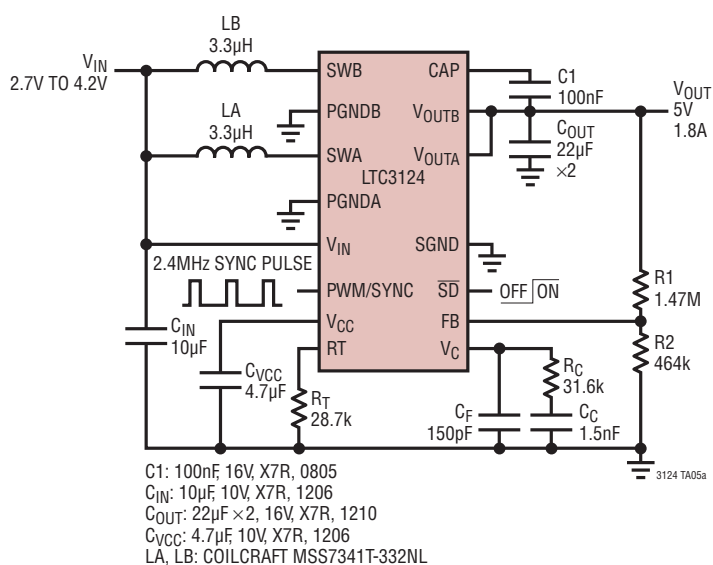 LB
3.3µH
VIN
2.7V TO 4.2V
LA
3.3µH
SWB
PGNDB
SWA
PGNDA
VIN
PWM/SYNC
VCC
RT
LTC3124
CAP
VOUTB
VOUTA
SGND
SD
FB
VC
C1
100nF
VOUT
5V
1.8A
COUT
22µF
×2
2.4MHz SYNC PULSE
OFF ON
R1
1.47M
R2
464k
CIN
10µF
CVCC
4.7µF
RT
28.7k
CF
150pF
RC
31.6k
CC
1.5nF
3124 TA05a
C1: 100nF, 16V, X7R, 0805
CIN: 10µF, 10V, X7R, 1206
COUT: 22µF ×2, 16V, X7R, 1210
CVCC: 4.7µF, 10V, X7R, 1206
LA, LB: COILCRAFT MSS7341T-332NL